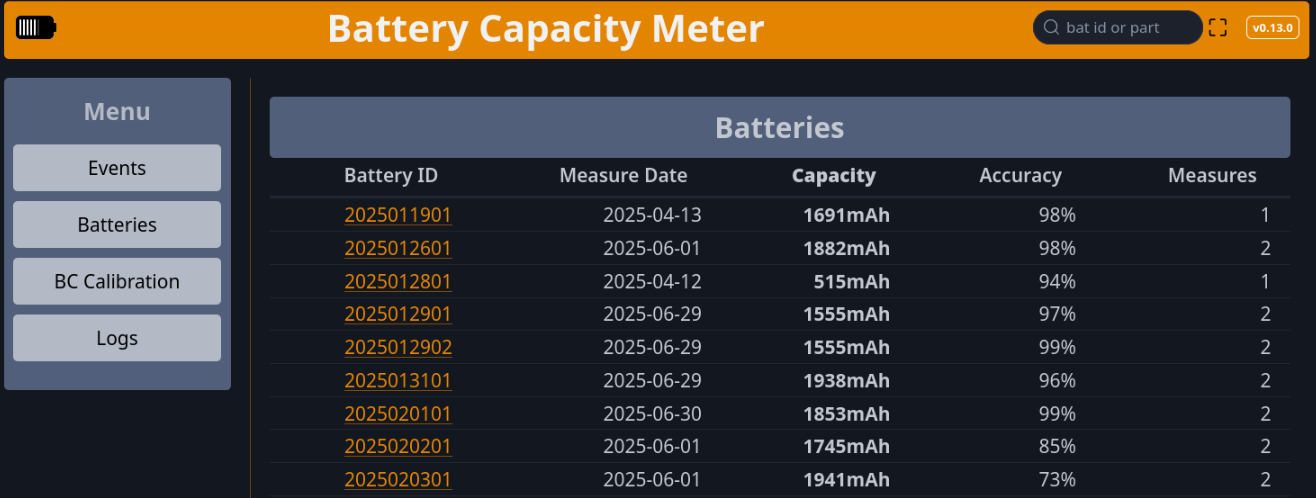 Battery Capacity Meter
bat id or part
v0.13.0
Menu
Events
Batteries
BC Calibration
Logs
Batteries
Battery ID Measure Date Capacity Accuracy Measures
2025011901 2025-04-13 1691mAh 98% 1
2025012601 2025-06-01 1882mAh 98% 2
2025012801 2025-04-12 515mAh 94% 1
2025012901 2025-06-29 1555mAh 97% 2
2025012902 2025-06-29 1555mAh 99% 2
2025013101 2025-06-29 1938mAh 96% 2
2025020101 2025-06-30 1853mAh 99% 2
2025020201 2025-06-01 1745mAh 85% 2
2025020301 2025-06-01 1941mAh 73% 2